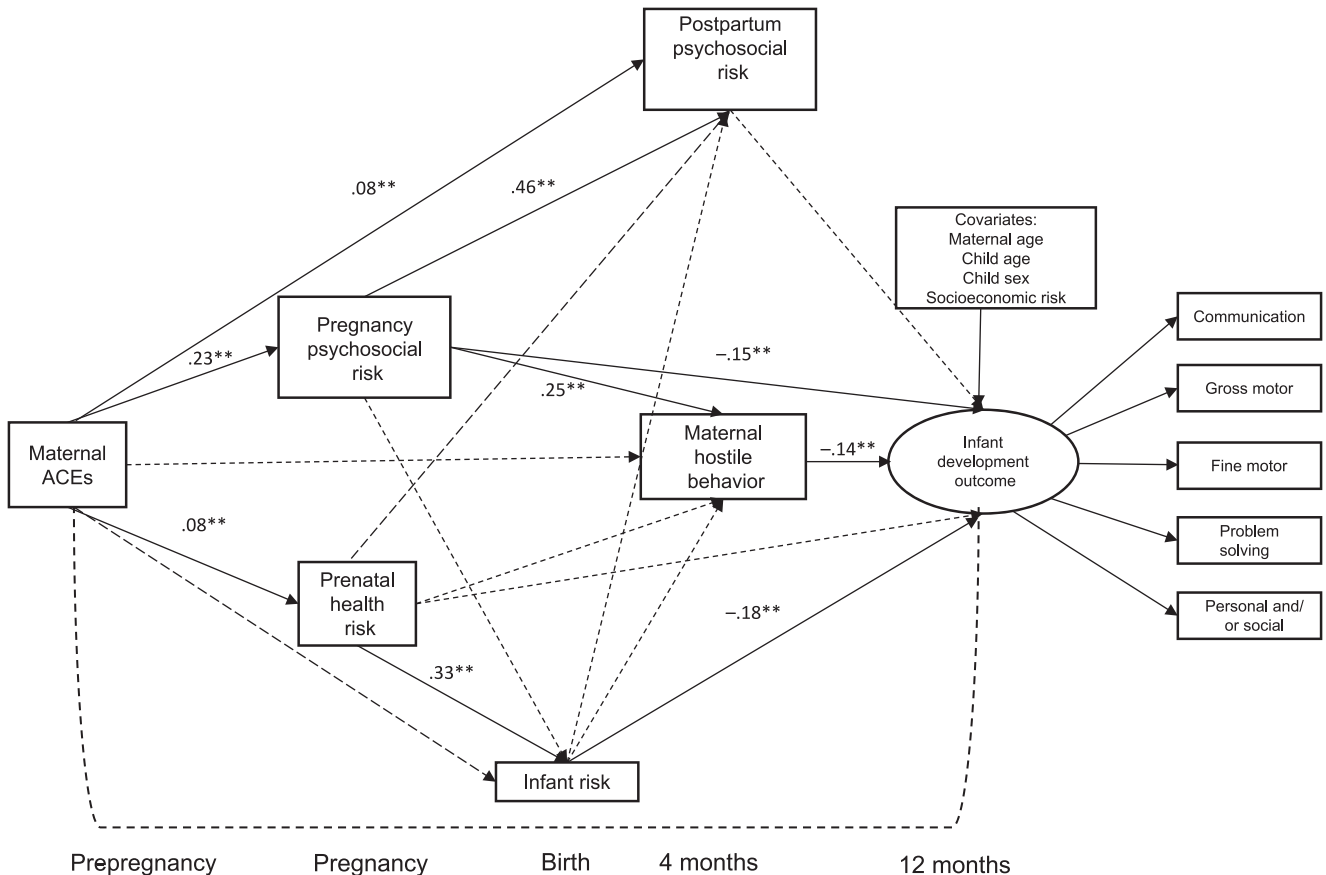 Postpartum
psychosocial
risk
.08**
.46**
Covariates:
Maternal age
Child age
Child sex
Socioeconomic risk
Pregnancy
psychosocial
risk
.23**
–.15**
.25**
Communication
Gross motor
Fine motor
Problem
solving
Personal and/
or social
Maternal
ACEs
Maternal
hostile
behavior
–.14**
Infant
development
outcome
.08**
Prenatal
health
risk
–.18**
.33**
Infant risk
Prepregnancy Pregnancy Birth 4 months 12 months